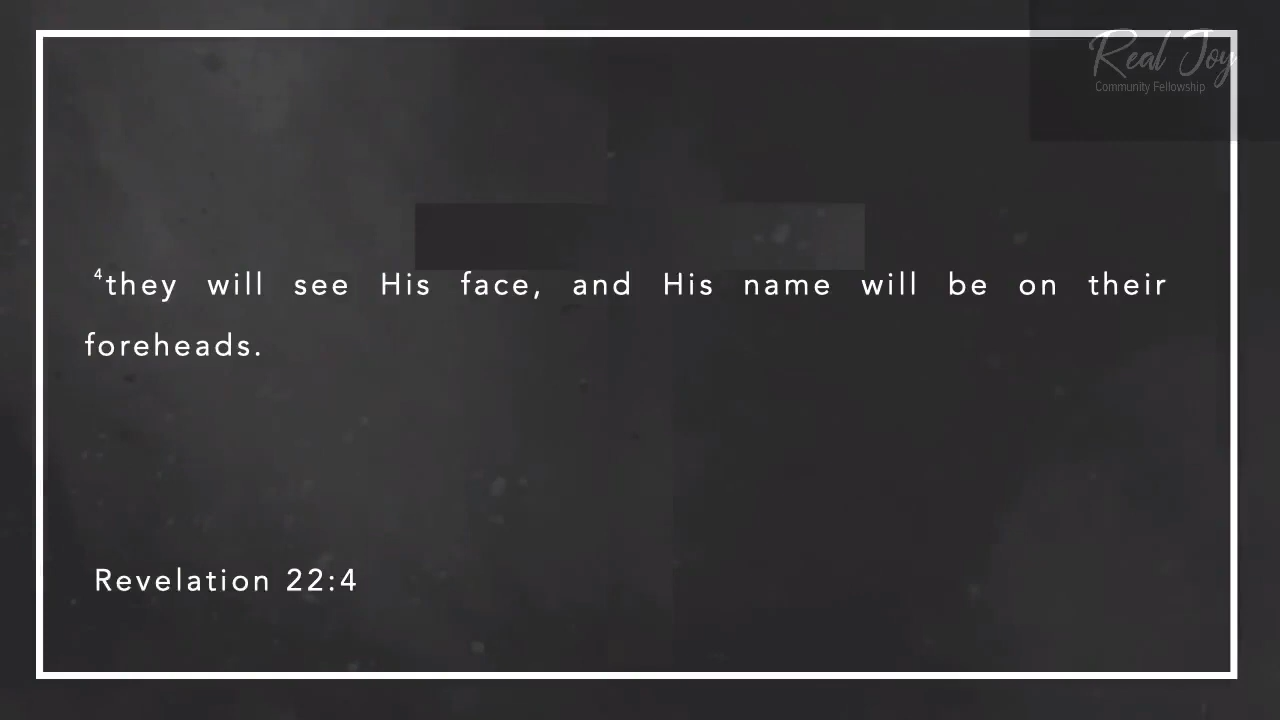 Real Joy
Community Fellowship
⁴they will see His face, and His name will be on their
foreheads.
Revelation 22:4